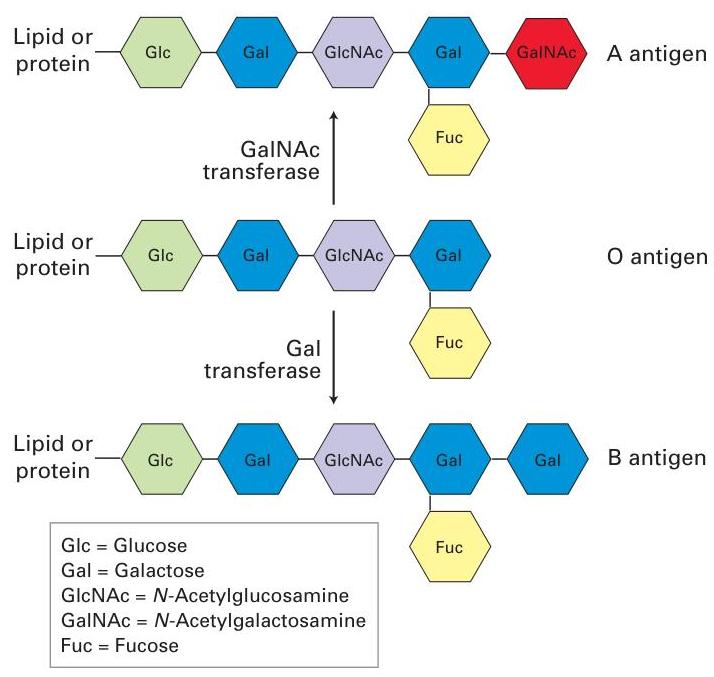 Lipid or
protein
Glc
Gal
GlcNAc
Gal
GalNAc
A antigen
Fuc
GalNAc
transferase
Lipid or
protein
Glc
Gal
GlcNAc
Gal
O antigen
Fuc
Gal
transferase
Lipid or
protein
Glc
Gal
GlcNAc
Gal
Gal
B antigen
Fuc
Glc = Glucose
Gal = Galactose
GlcNAc = N-Acetylglucosamine
GalNAc = N-Acetylgalactosamine
Fuc = Fucose